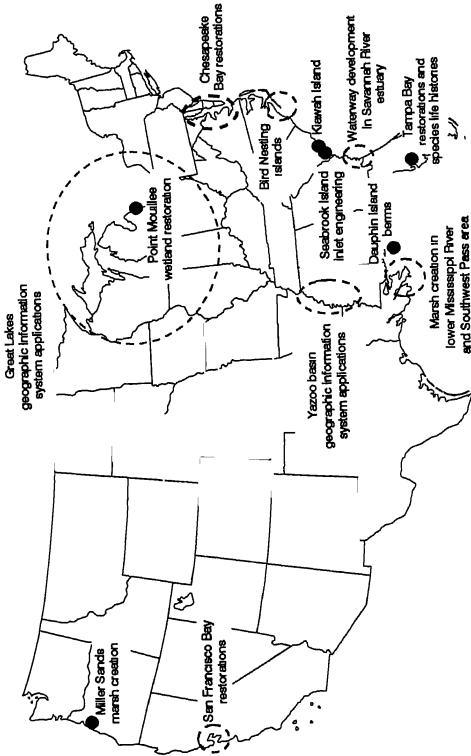 Great Lakes
geographic information
system applications
Point Mouillee
wetland restoration
Chesapeake
Bay restorations
Bird Nesting
islands
Kiawah Island
Seabrook Island
inlet engineering
Waterway development
in Savannah River
estuary
Tampa Bay
restorations and
species life histories
Dauphin Island
berms
Marsh creation in
lower Mississippi River
and Southwest Pass area
Yazoo basin
geographic information
system applications
Miller Sands
marsh creation
San Francisco Bay
restorations